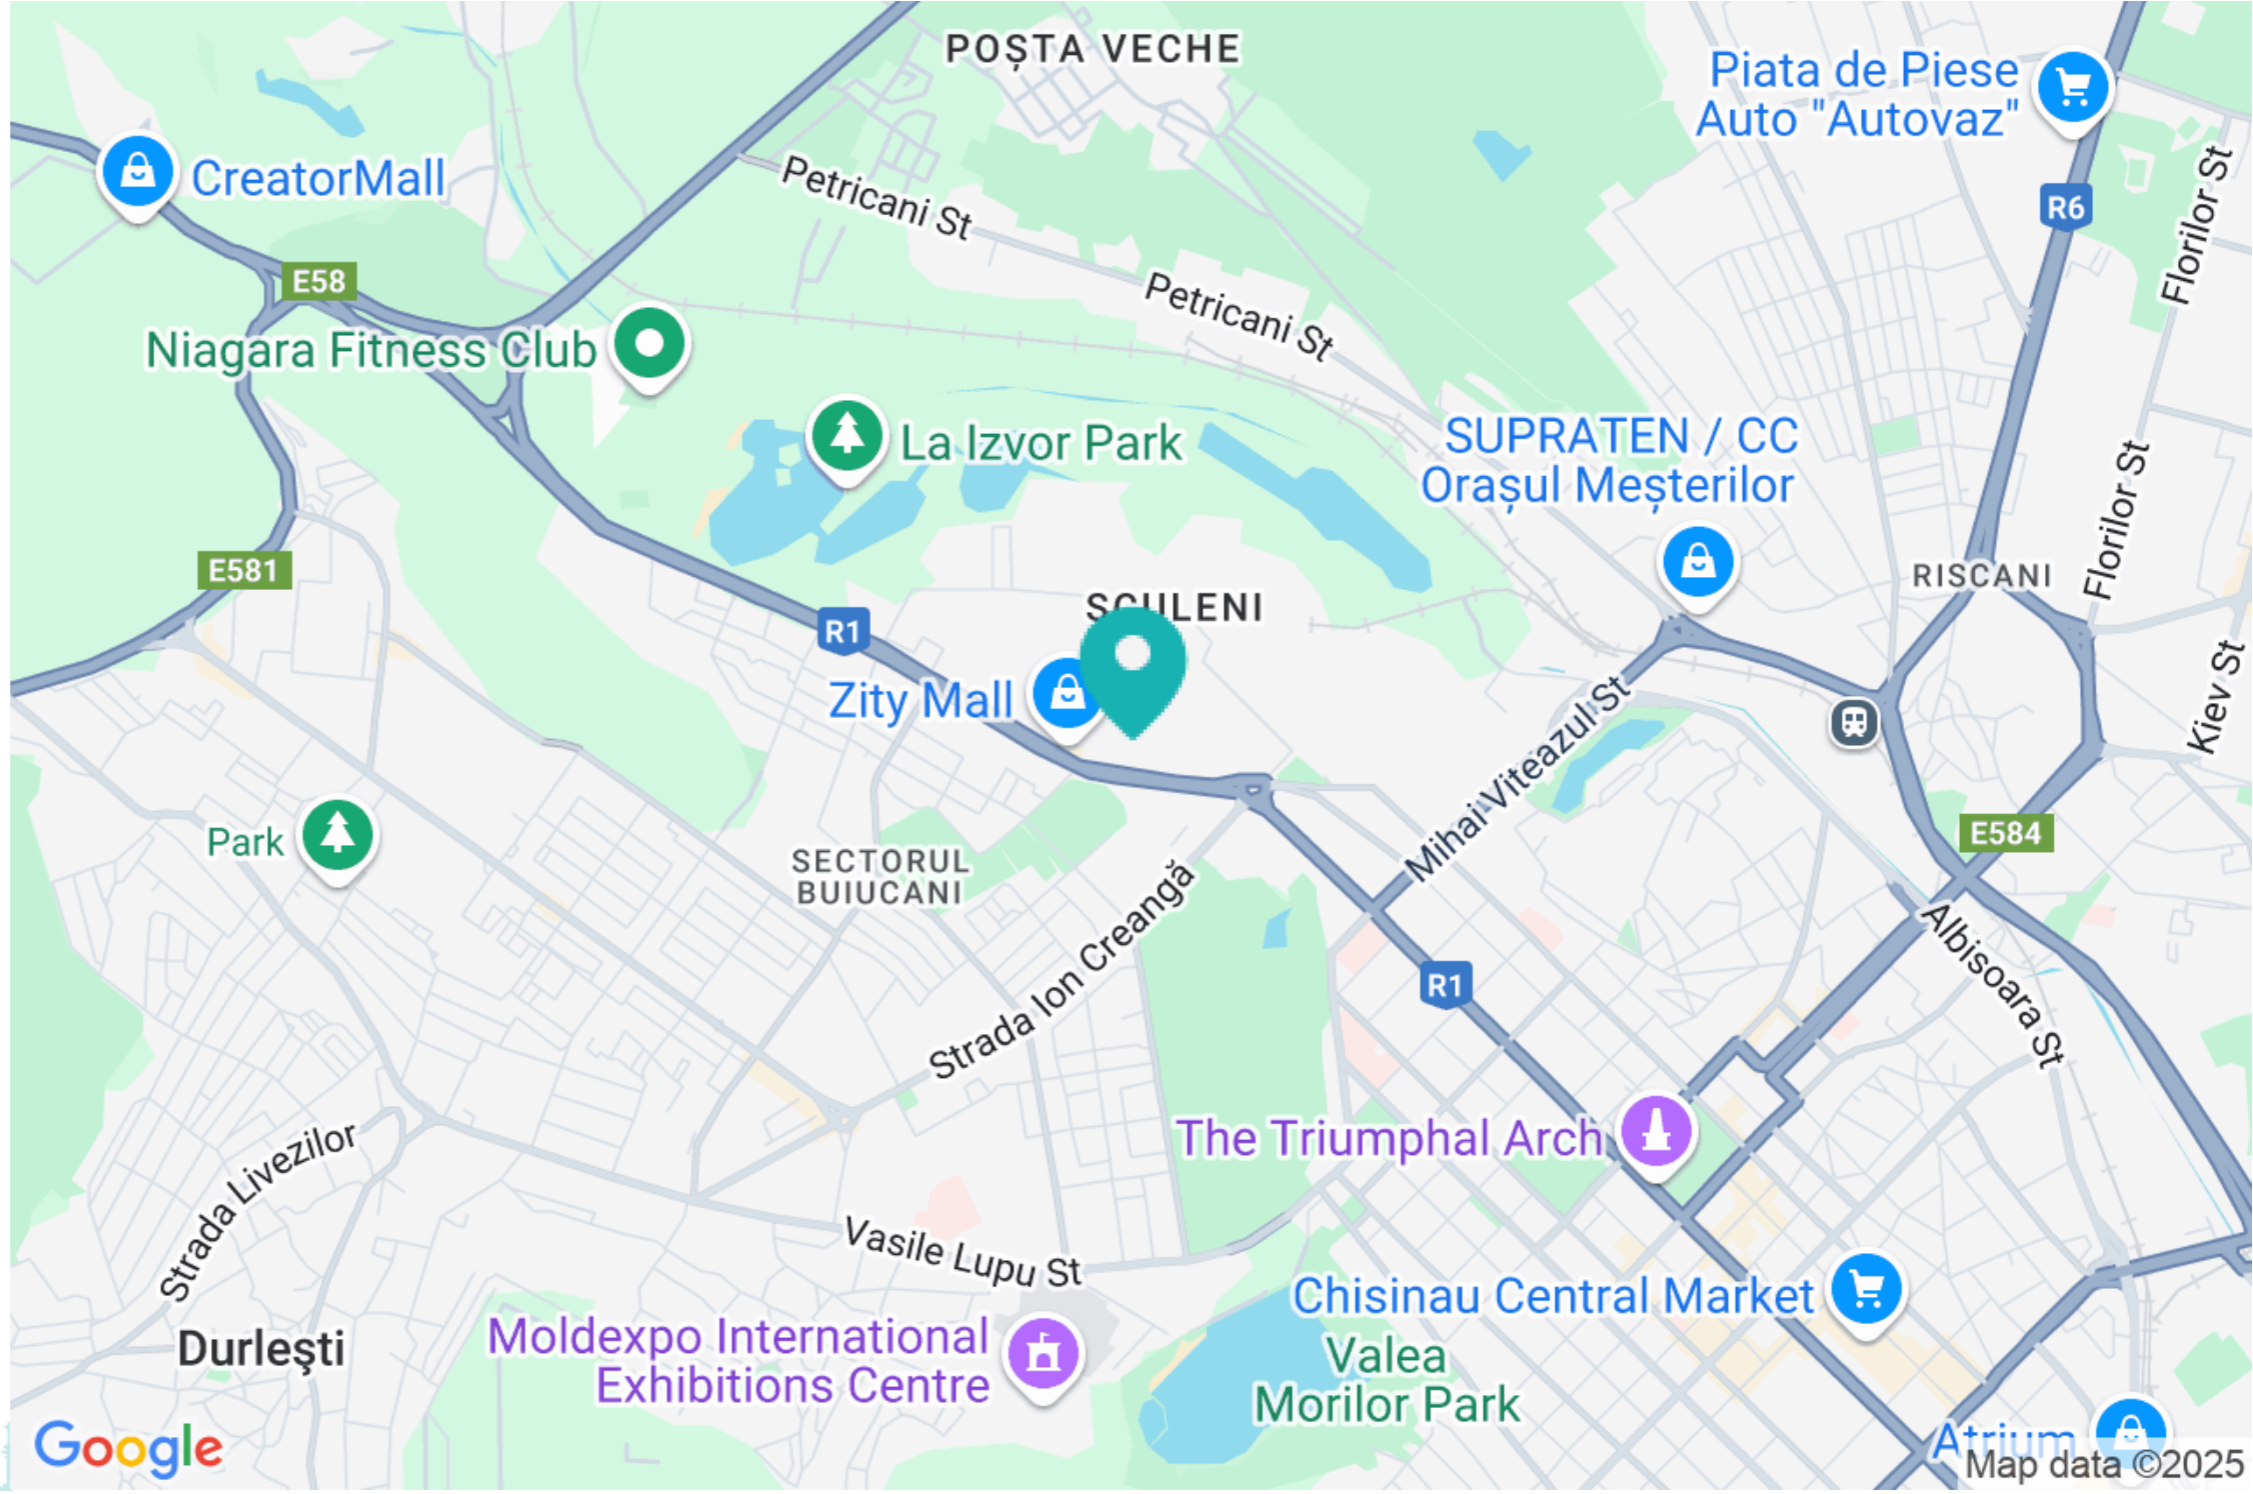 POȘTA VECHE
Piata de Piese
Auto "Autovaz"
CreatorMall
Petricani St
R6
Florilor St
E58
Petricani St
Niagara Fitness Club
La Izvor Park
SUPRATEN / CC
Orașul Meșterilor
Florilor St
E581
RISCANI
SCULENI
R1
Zity Mall
Mihai Viteazul St
Kiev St
Park
E584
SECTORUL
BUIUCANI
Strada Ion Creangă
Albisoara St
R1
The Triumphal Arch
Strada Livezilor
Vasile Lupu St
Chisinau Central Market
Durleşti
Moldexpo International
Exhibitions Centre
Valea
Morilor Park
Google
Atrium
Map data ©2025